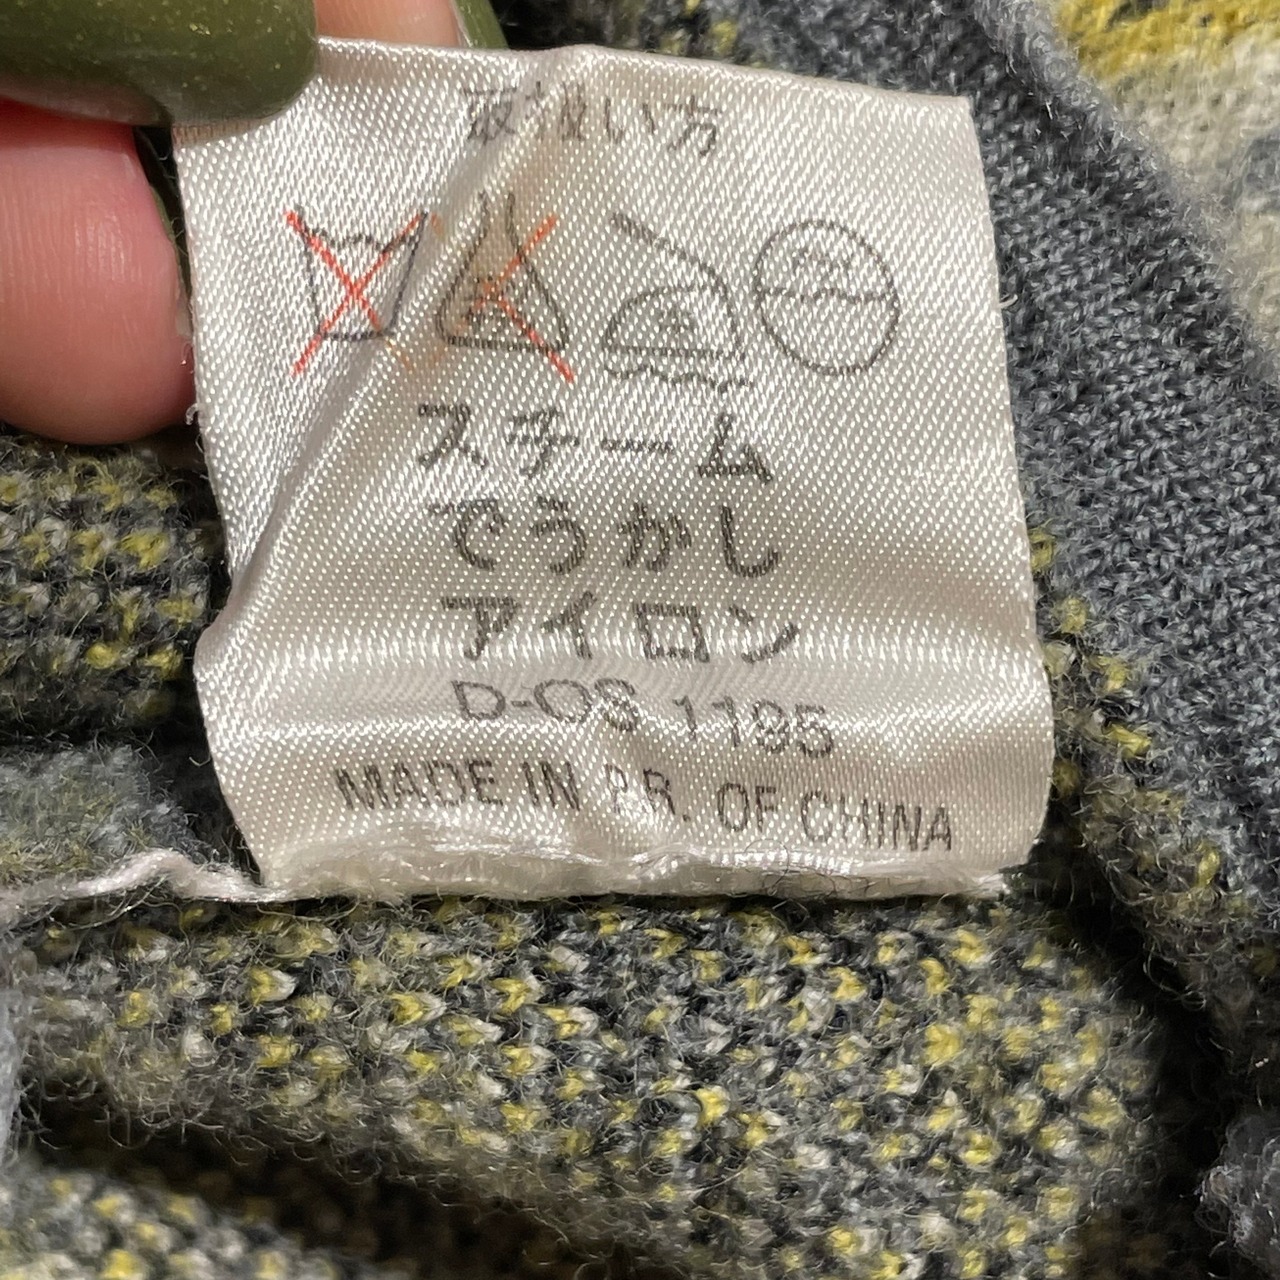 取扱い方
スチーム
でうかし
アイロン
D-OS 1195
MADE IN P.R. OF CHINA